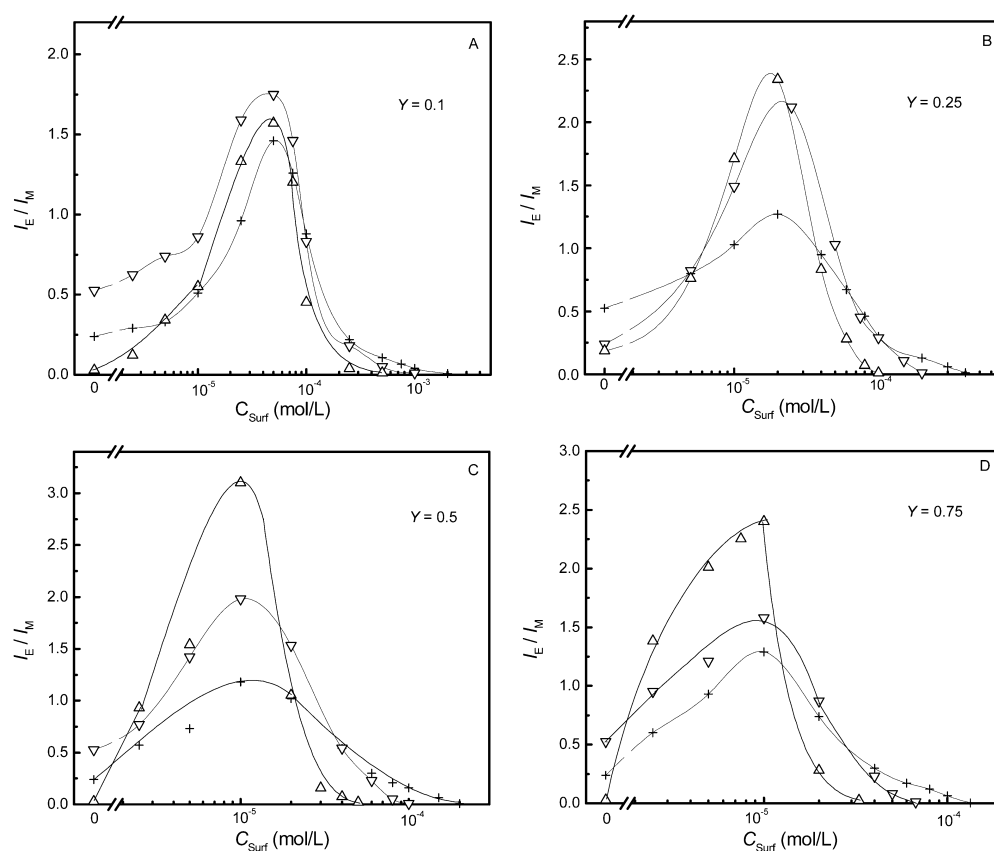 A
Y = 0.1
I_E / I_M
2.0
1.5
1.0
0.5
0.0
0 10⁻⁵ 10⁻⁴ 10⁻³
C_Surf (mol/L)
B
Y = 0.25
I_E / I_M
2.5
2.0
1.5
1.0
0.5
0.0
0 10⁻⁵ 10⁻⁴
C_Surf (mol/L)
C
Y = 0.5
I_E / I_M
3.0
2.5
2.0
1.5
1.0
0.5
0.0
0 10⁻⁵ 10⁻⁴
C_Surf (mol/L)
D
Y = 0.75
I_E / I_M
3.0
2.5
2.0
1.5
1.0
0.5
0.0
0 10⁻⁵ 10⁻⁴
C_Surf (mol/L)